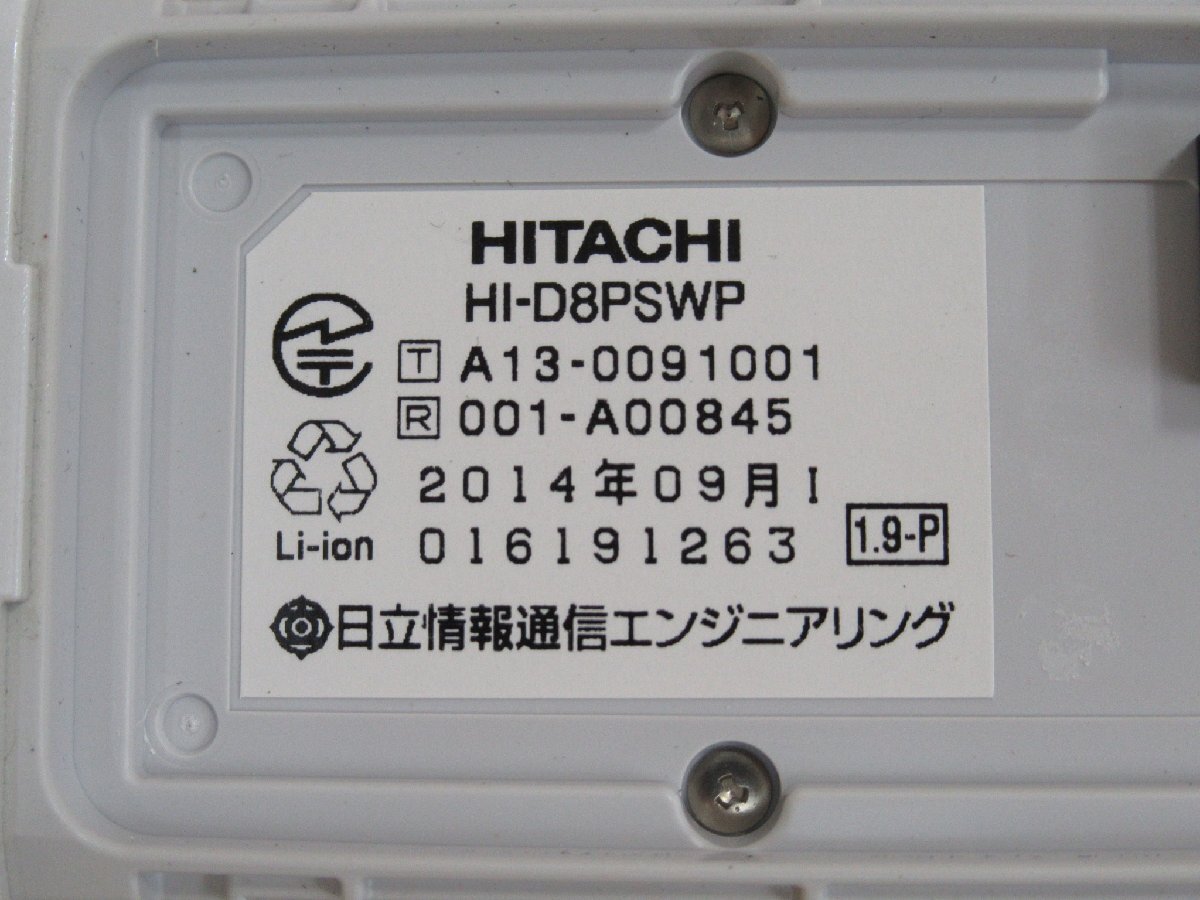 HITACHI
HI-D8PSWP
T A13-0091001
R 001-A00845
2014年09月I
Li-ion 016191263 1.9-P
日立情報通信エンジニアリング